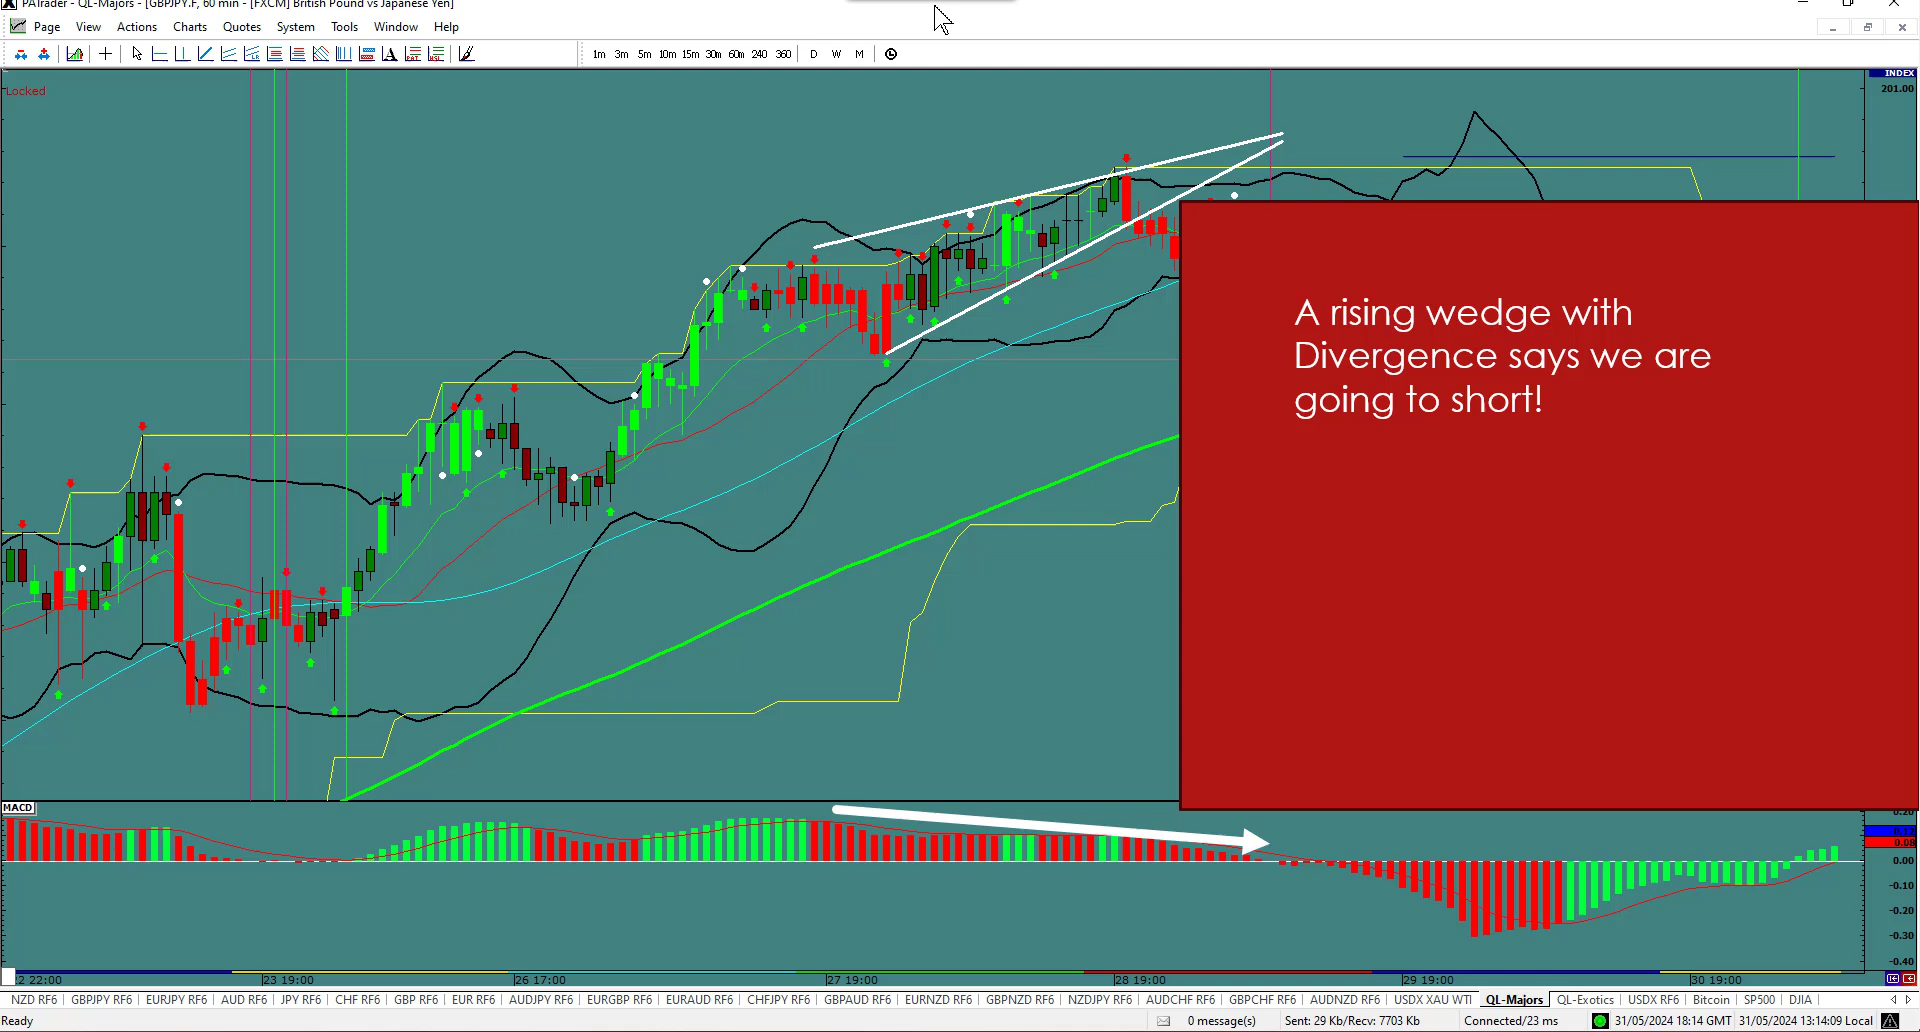 PATrader - QL-Majors - [GBPJPY.F, 60 min - [FXCM] British Pound vs Japanese Yen]
Page View Actions Charts Quotes System Tools Window Help
1m 3m 5m 10m 15m 30m 60m 240 360 D W M
INDEX
Locked
201.00
A rising wedge with
Divergence says we are
going to short!
MACD
0.20
0.12
0.08
0.00
-0.10
-0.20
-0.30
-0.40
22:00 23 19:00 26 17:00 27 19:00 28 19:00 29 19:00 30 19:00
NZD RF6 GBPJPY RF6 EURJPY RF6 AUD RF6 JPY RF6 CHF RF6 GBP RF6 EUR RF6 AUDJPY RF6 EURGBP RF6 EURAUD RF6 CHFJPY RF6 GBPAUD RF6 EURNZD RF6 GBPNZD RF6 NZDJPY RF6 AUDCHF RF6 GBPCHF RF6 AUDNZD RF6 USDX XAU WTI QL-Majors QL-Exotics USDX RF6 Bitcoin SP500 DJIA
Ready 0 message(s) Sent: 29 Kb/Recv: 7703 Kb Connected/23 ms 31/05/2024 18:14 GMT 31/05/2024 13:14:09 Local